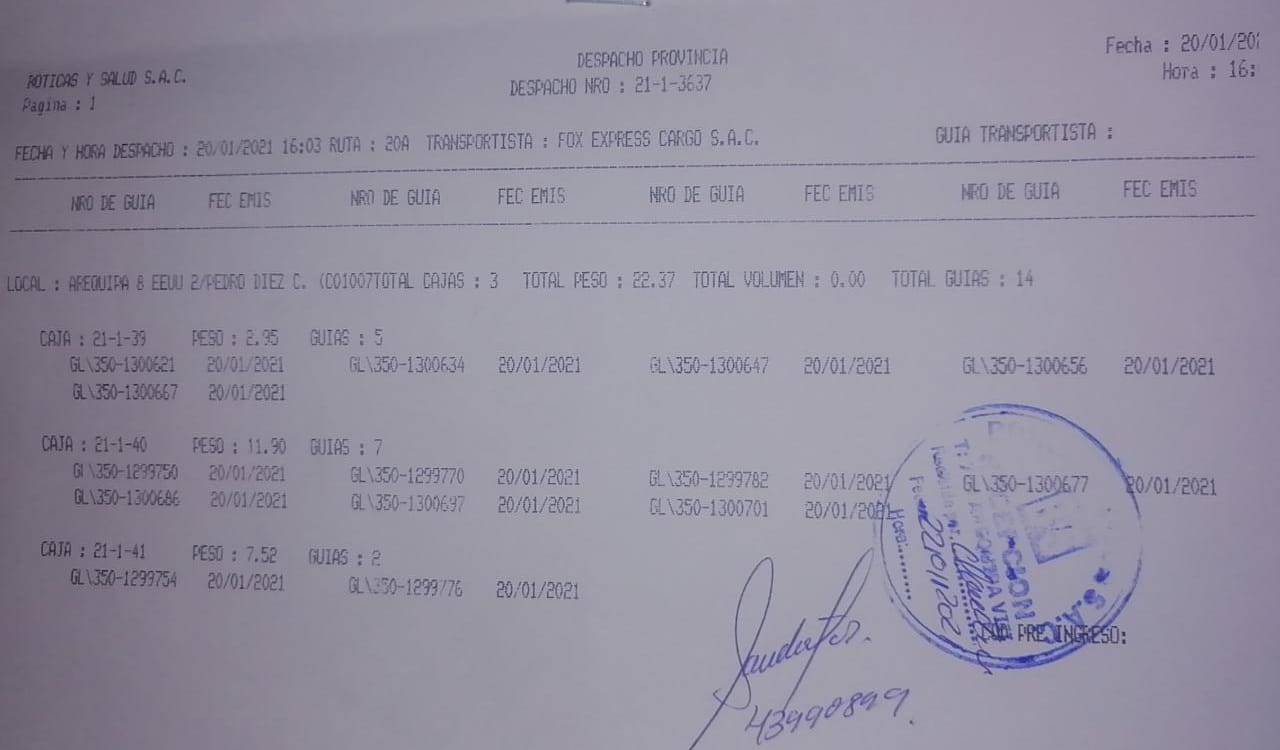 DESPACHO PROVINCIA
Fecha : 20/01/202
BOTICAS Y SALUD S.A.C.
DESPACHO NRO : 21-1-3637
Hora : 16:
Pagina : 1
FECHA Y HORA DESPACHO : 20/01/2021 16:03 RUTA : 20A TRANSPORTISTA : FOX EXPRESS CARGO S.A.C. GUIA TRANSPORTISTA :
NRO DE GUIA FEC EMIS NRO DE GUIA FEC EMIS NRO DE GUIA FEC EMIS NRO DE GUIA FEC EMIS
LOCAL : AREQUIPA 8 EEUU 2/PEDRO DIEZ C. (C01007TOTAL CAJAS : 3 TOTAL PESO : 22.37 TOTAL VOLUMEN : 0.00 TOTAL GUIAS : 14
CAJA : 21-1-39 PESO : 2.95 GUIAS : 5
GL\350-1300621 20/01/2021 GL\350-1300634 20/01/2021 GL\350-1300647 20/01/2021 GL\350-1300656 20/01/2021
GL\350-1300667 20/01/2021
CAJA : 21-1-40 PESO : 11.90 GUIAS : 7
GL\350-1299750 20/01/2021 GL\350-1299770 20/01/2021 GL\350-1299782 20/01/2021 GL\350-1300677 20/01/2021
GL\350-1300686 20/01/2021 GL\350-1300697 20/01/2021 GL\350-1300701 20/01/2021
CAJA : 21-1-41 PESO : 7.52 GUIAS : 2
GL\350-1299754 20/01/2021 GL\350-1299776 20/01/2021
S.A.C
Hora:
PRE INGRESO:
43990899